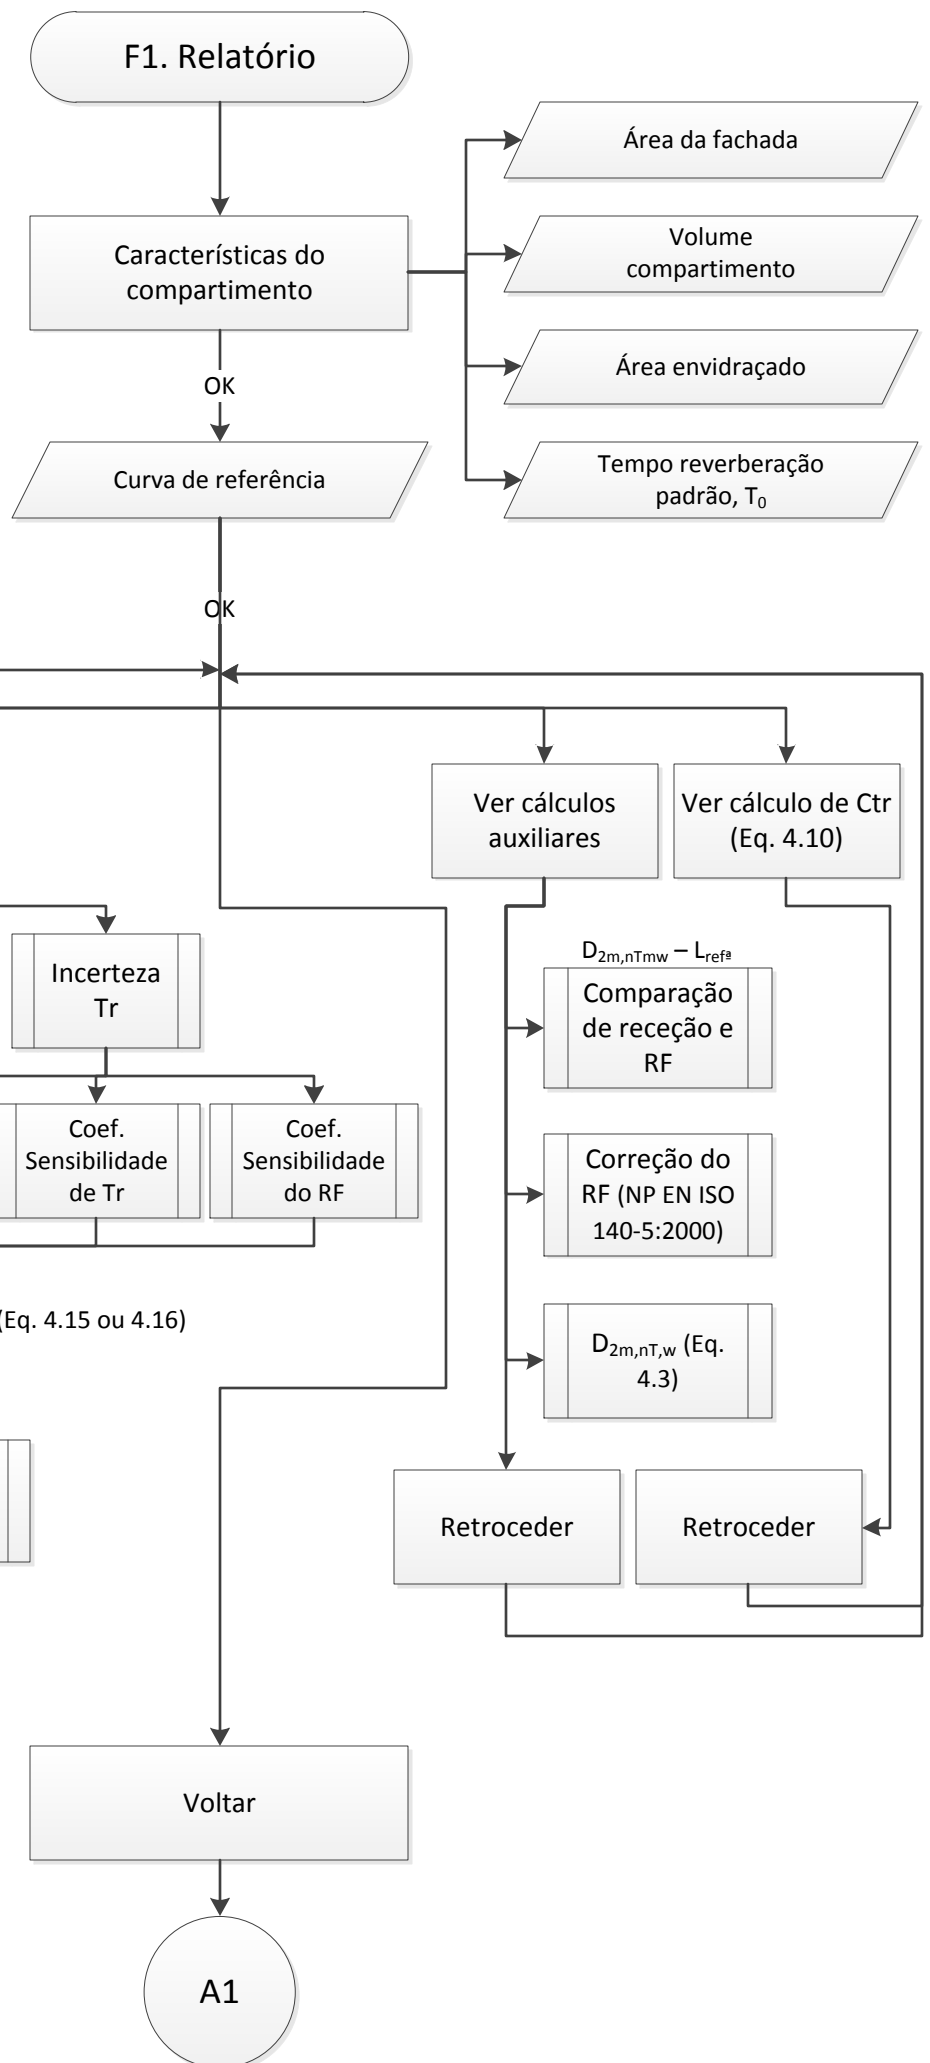 F1. Relatório
Área da fachada
Volume
compartimento
Características do
compartimento
Área envidraçado
OK
Tempo reverberação
padrão, T₀
Curva de referência
OK
Ver cálculos
auxiliares
Ver cálculo de Ctr
(Eq. 4.10)
D2m,nTmw – Lrefª
Incerteza
Tr
Comparação
de receção e
RF
Coef.
Sensibilidade
de Tr
Coef.
Sensibilidade
do RF
Correção do
RF (NP EN ISO
140-5:2000)
(Eq. 4.15 ou 4.16)
D2m,nT,w (Eq.
4.3)
Retroceder
Retroceder
Voltar
A1